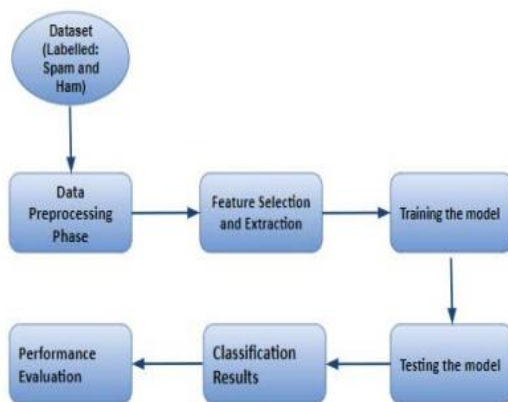 Dataset
(Labelled:
Spam and
Ham)
Data
Preprocessing
Phase
Feature Selection
and Extraction
Training the model
Testing the model
Classification
Results
Performance
Evaluation